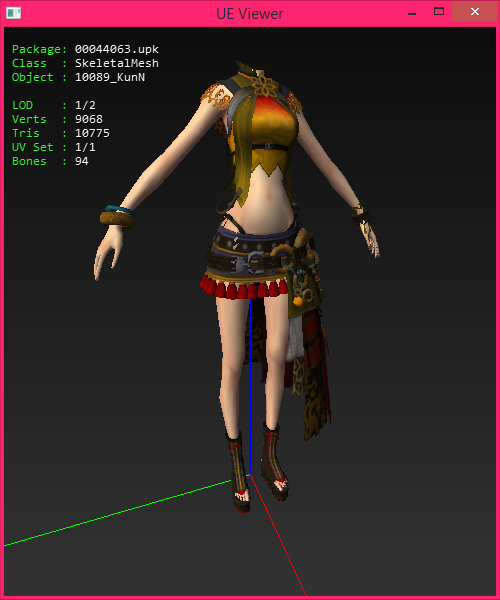 UE Viewer
Package: 00044063.upk
Class : SkeletalMesh
Object : 10089_KunN
LOD : 1/2
Verts : 9068
Tris : 10775
UV Set : 1/1
Bones : 94